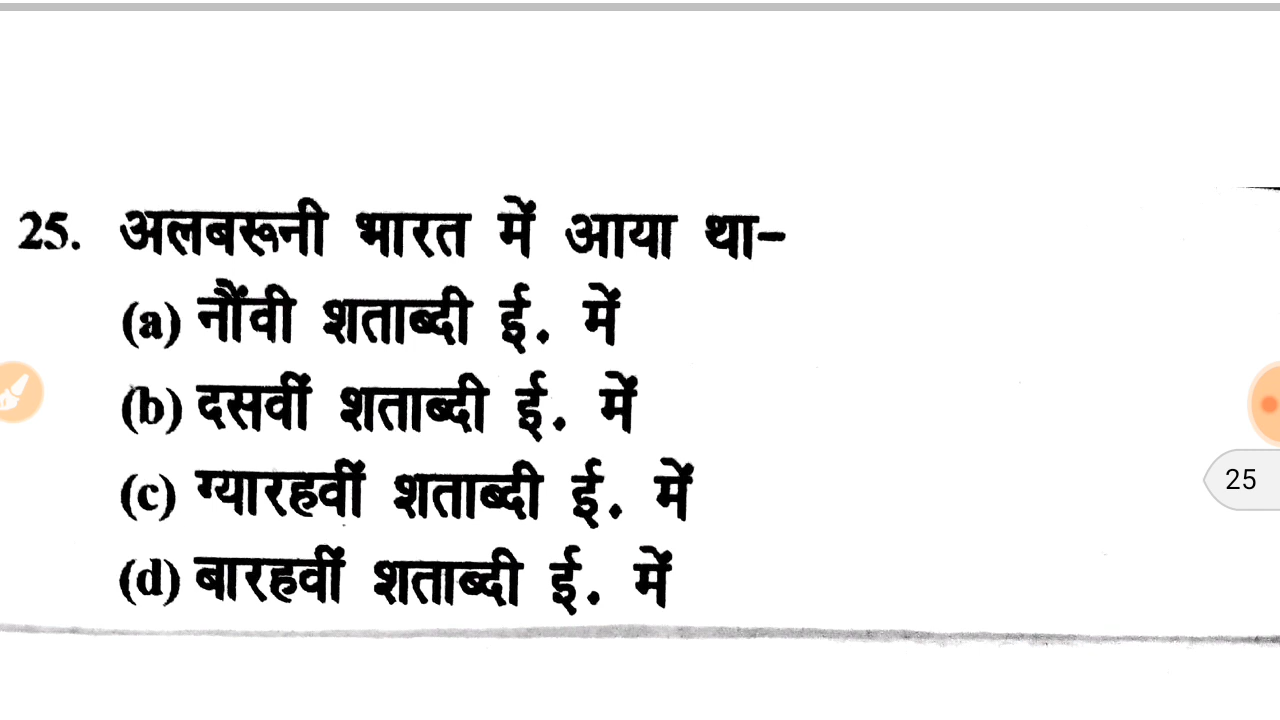 25. अलबरूनी भारत में आया था-
(a) नौंवी शताब्दी ई. में
(b) दसवीं शताब्दी ई. में
(c) ग्यारहवीं शताब्दी ई. में
25
(d) बारहवीं शताब्दी ई. में